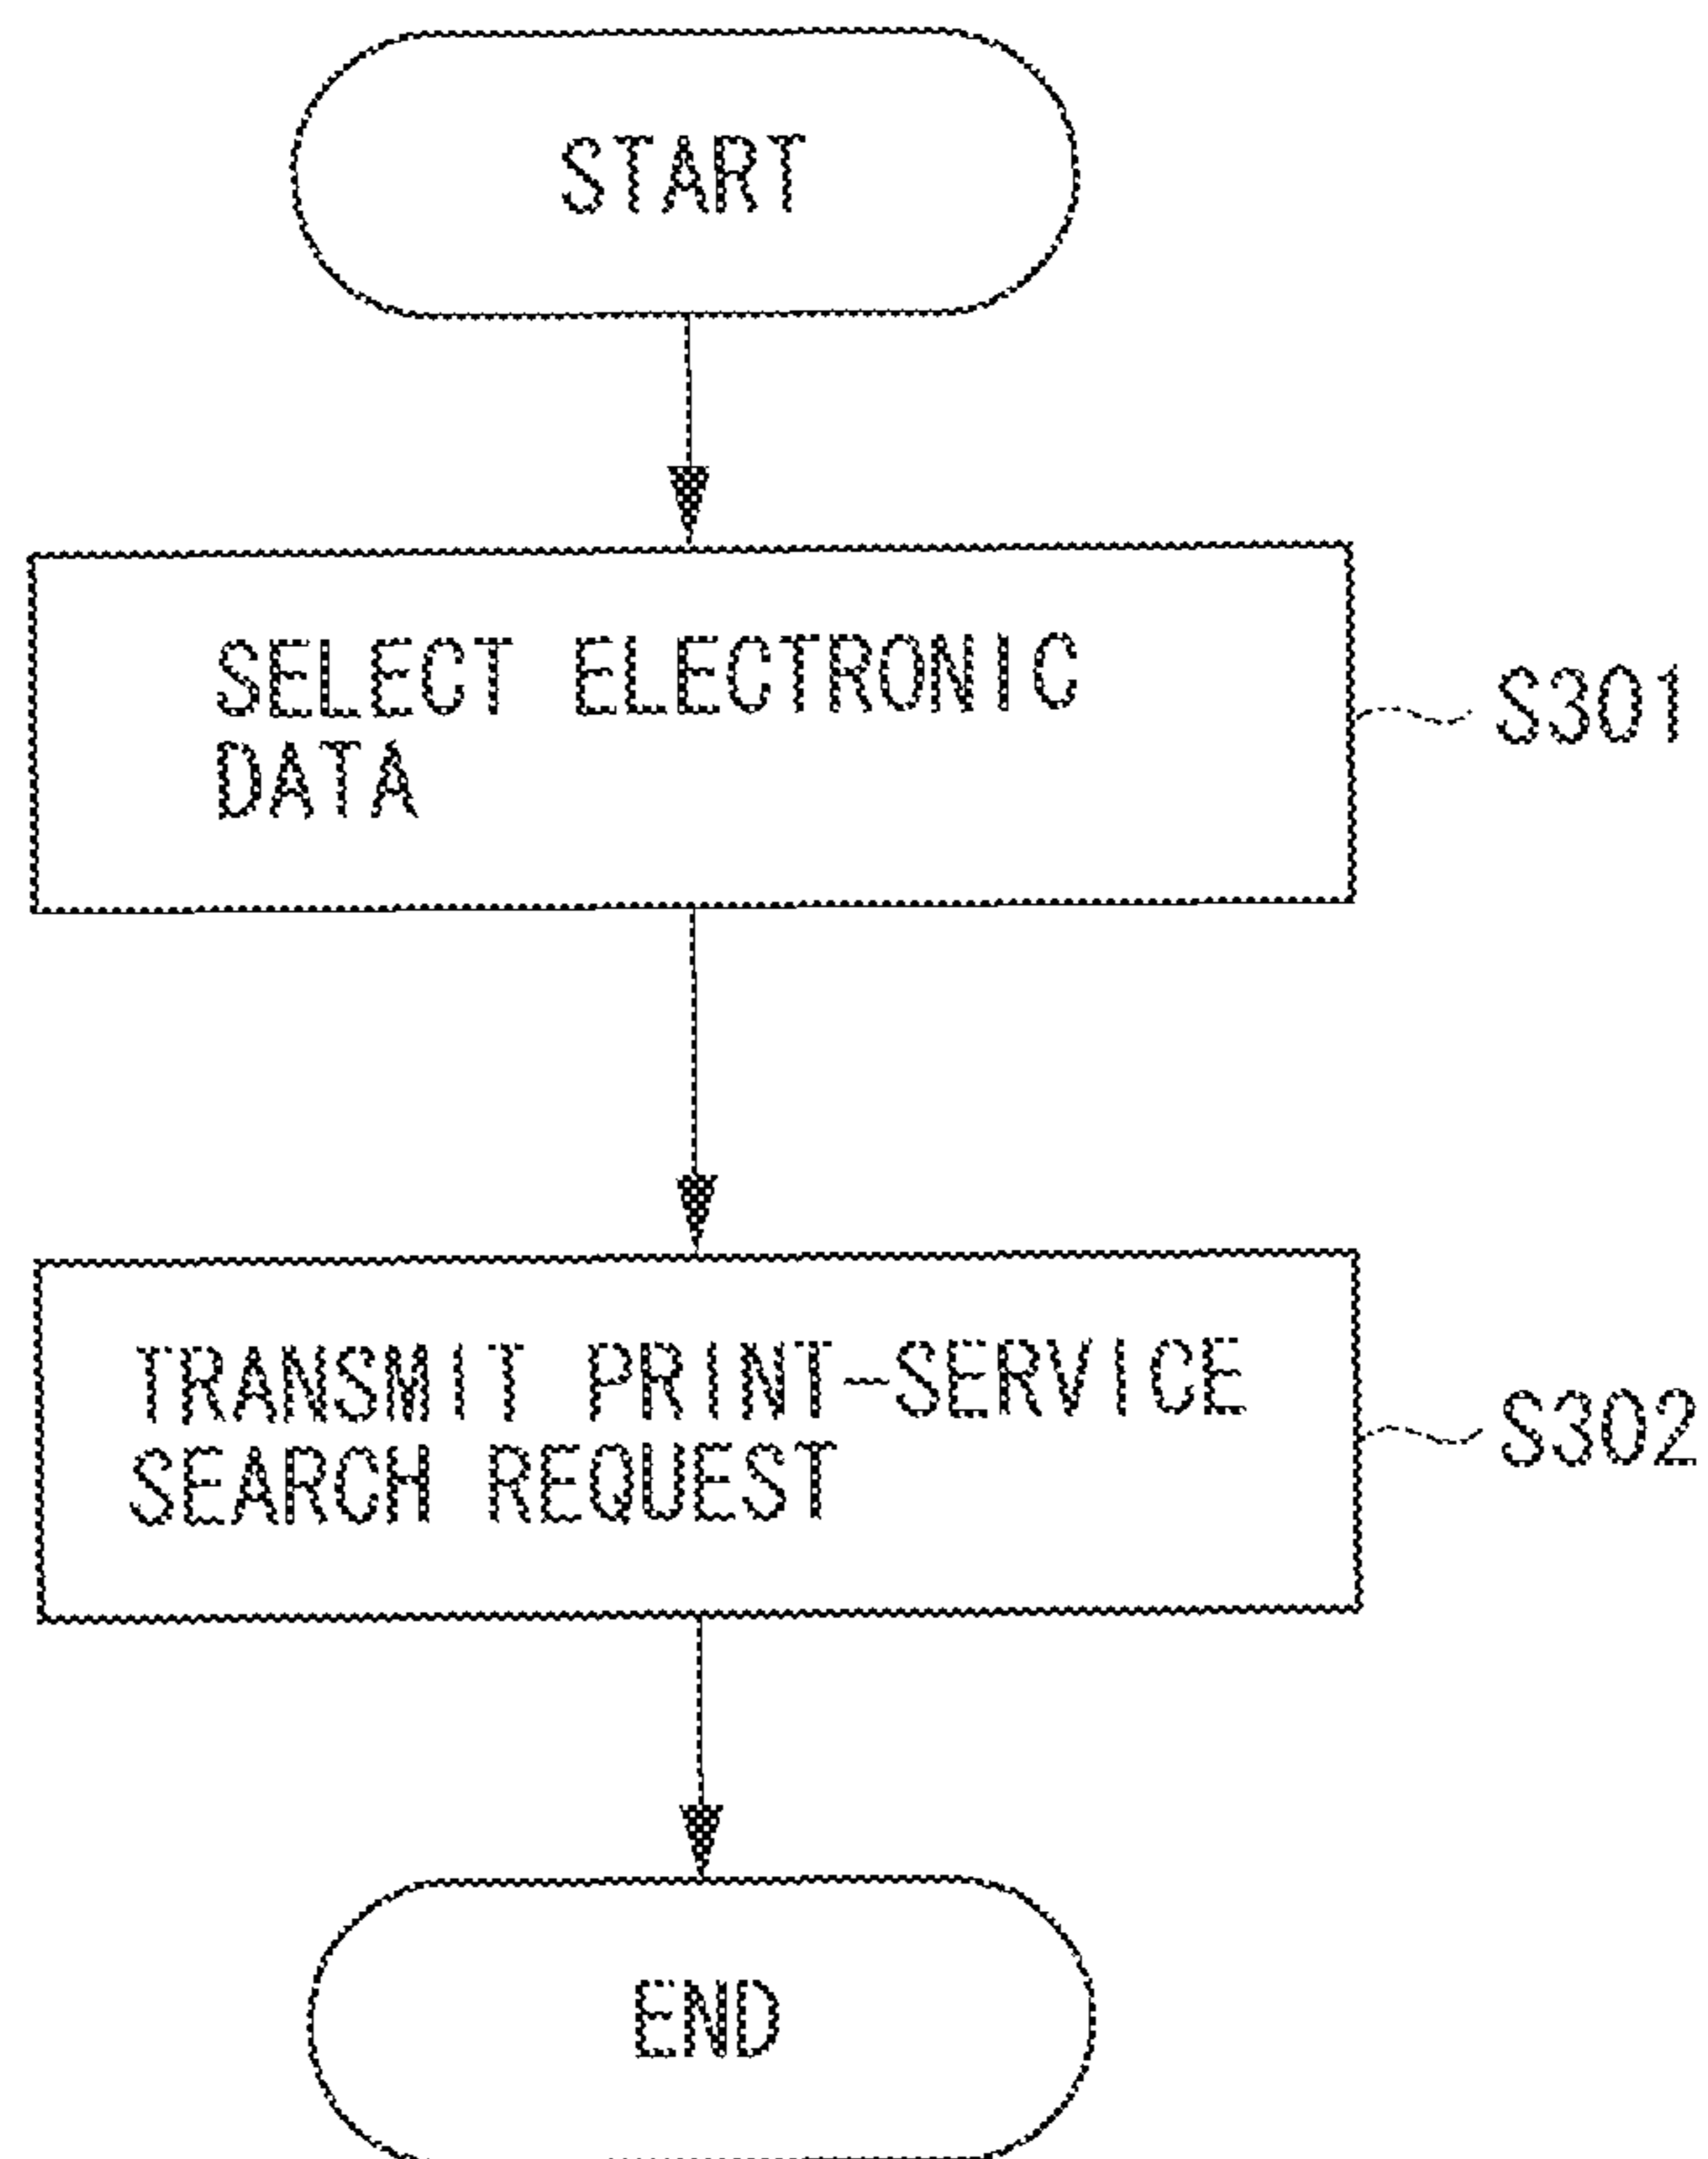 START
SELECT ELECTRONIC
DATA
S301
TRANSMIT PRINT-SERVICE
SEARCH REQUEST
S302
END